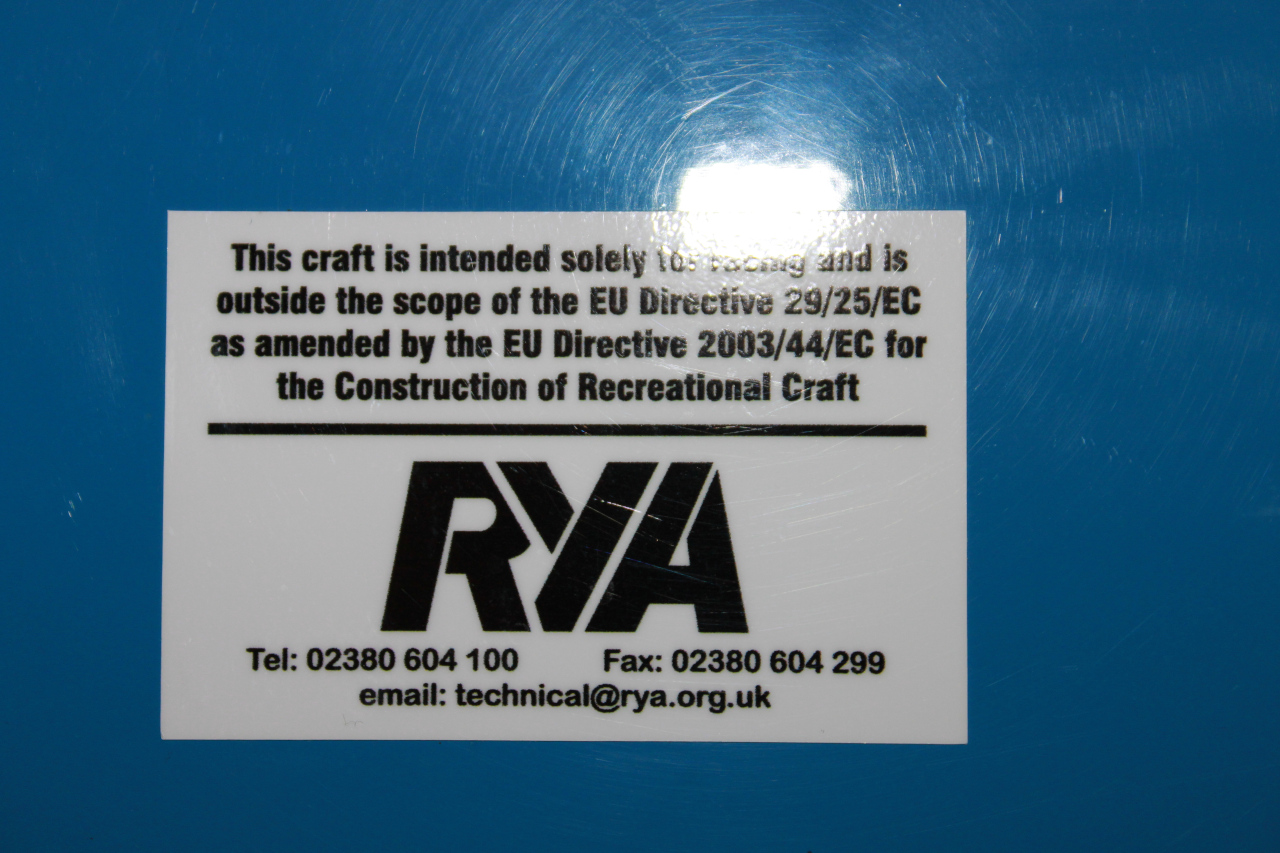 This craft is intended solely for racing and is
outside the scope of the EU Directive 29/25/EC
as amended by the EU Directive 2003/44/EC for
the Construction of Recreational Craft
RYA
Tel: 02380 604 100 Fax: 02380 604 299
email: technical@rya.org.uk